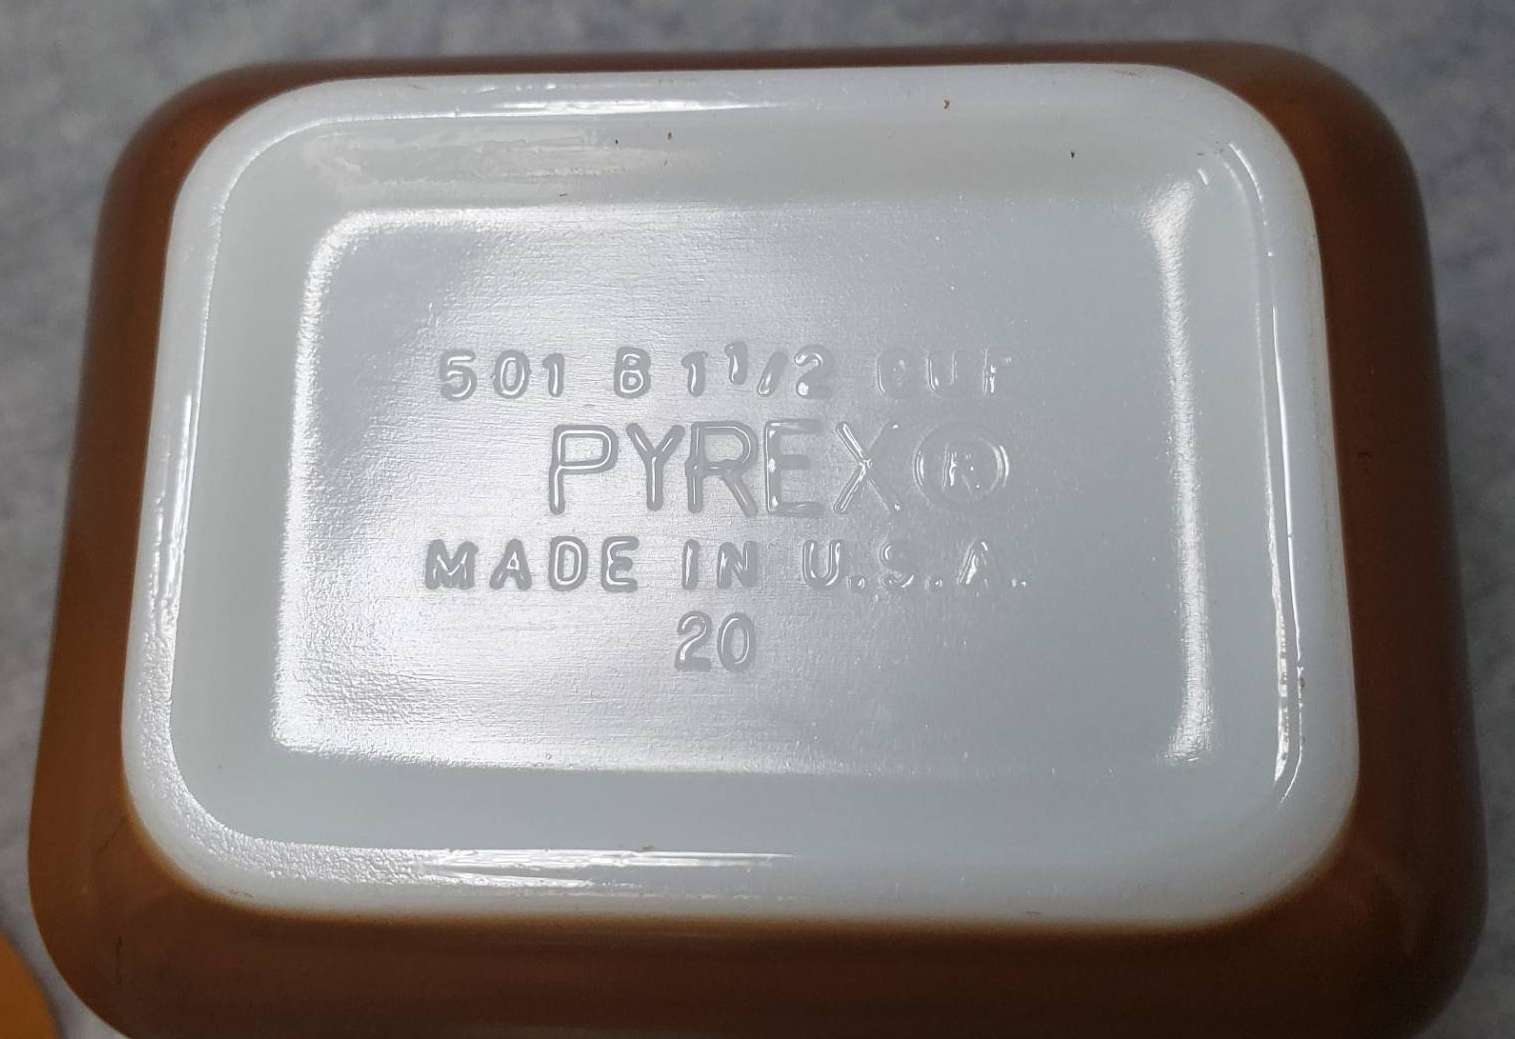 501 B 1 1/2 CUP
PYREX ®
MADE IN U.S.A.
20